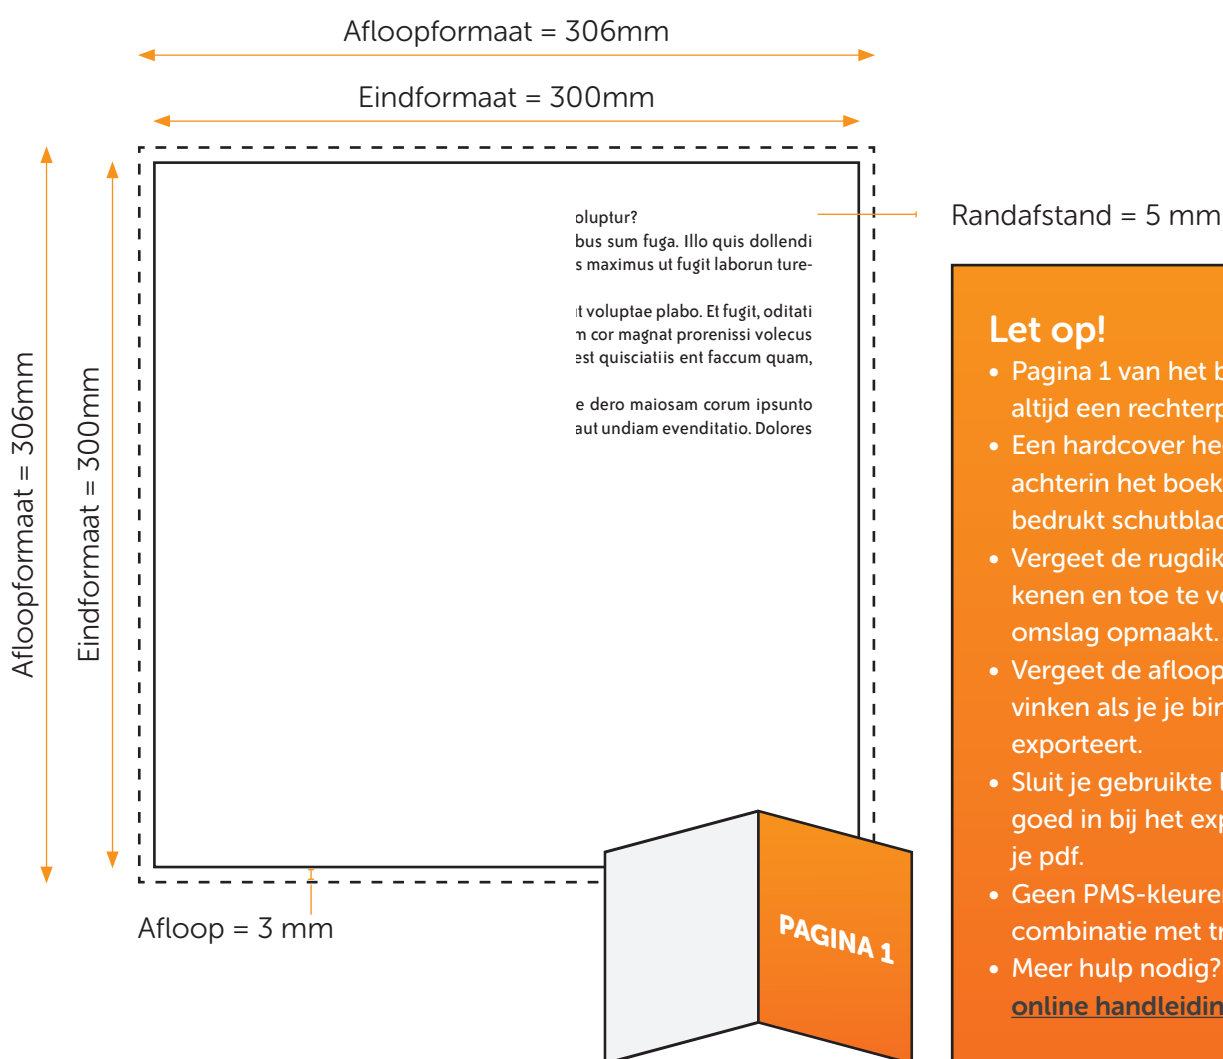 Afloopformaat = 306mm
Eindformaat = 300mm
Afloopformaat = 306mm
Eindformaat = 300mm
oluptur?
bus sum fuga. Illo quis dollendi
s maximus ut fugit laborun ture-
t voluptae plabo. Et fugit, oditati
m cor magnat prorenissi volecus
est quisciatiis ent faccum quam,
e dero maiosam corum ipsunto
aut undiam evenditatio. Dolores
Randafstand = 5 mm
Afloop = 3 mm
PAGINA 1
Let op!
• Pagina 1 van het b
altijd een rechterp
• Een hardcover hee
achterin het boek
bedrukt schutblad
• Vergeet de rugdik
kenen en toe te vo
omslag opmaakt.
• Vergeet de afloop
vinken als je je bin
exporteert.
• Sluit je gebruikte l
goed in bij het exp
je pdf.
• Geen PMS-kleuren
combinatie met tr
• Meer hulp nodig?
online handleidin